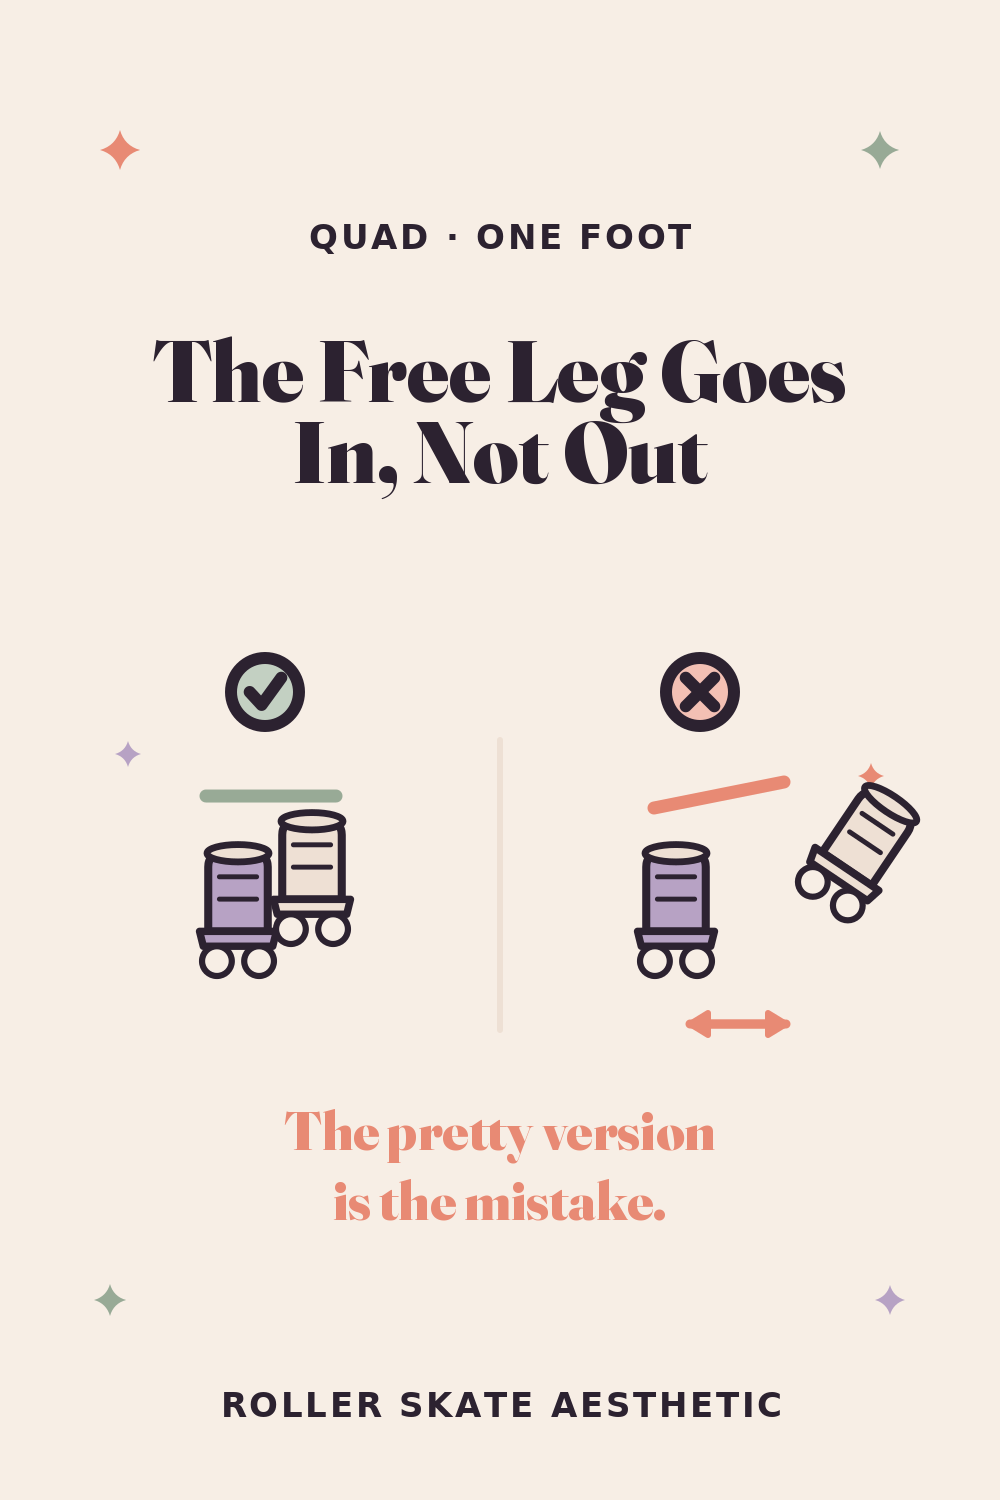 QUAD · ONE FOOT
The Free Leg Goes
In, Not Out
The pretty version
is the mistake.
ROLLER SKATE AESTHETIC